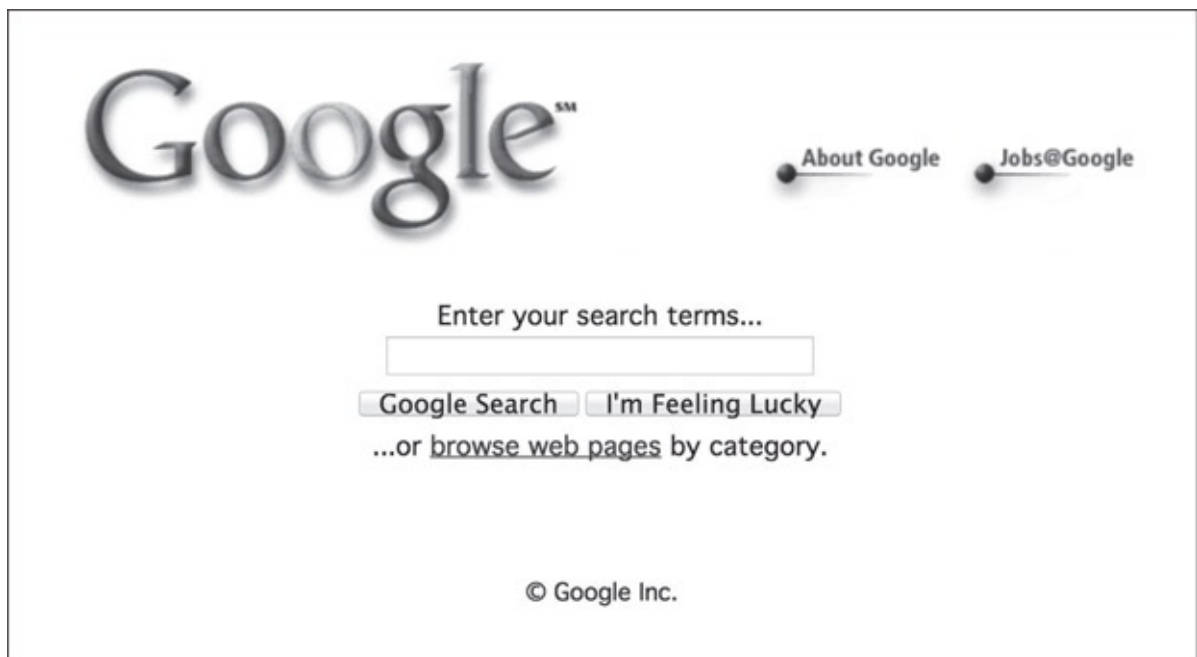 Google℠
About Google
Jobs@Google
Enter your search terms...
Google Search
I'm Feeling Lucky
...or browse web pages by category.
© Google Inc.